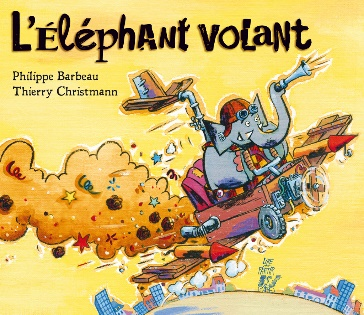 L'Éléphant volant
Philippe Barbeau
Thierry Christmann